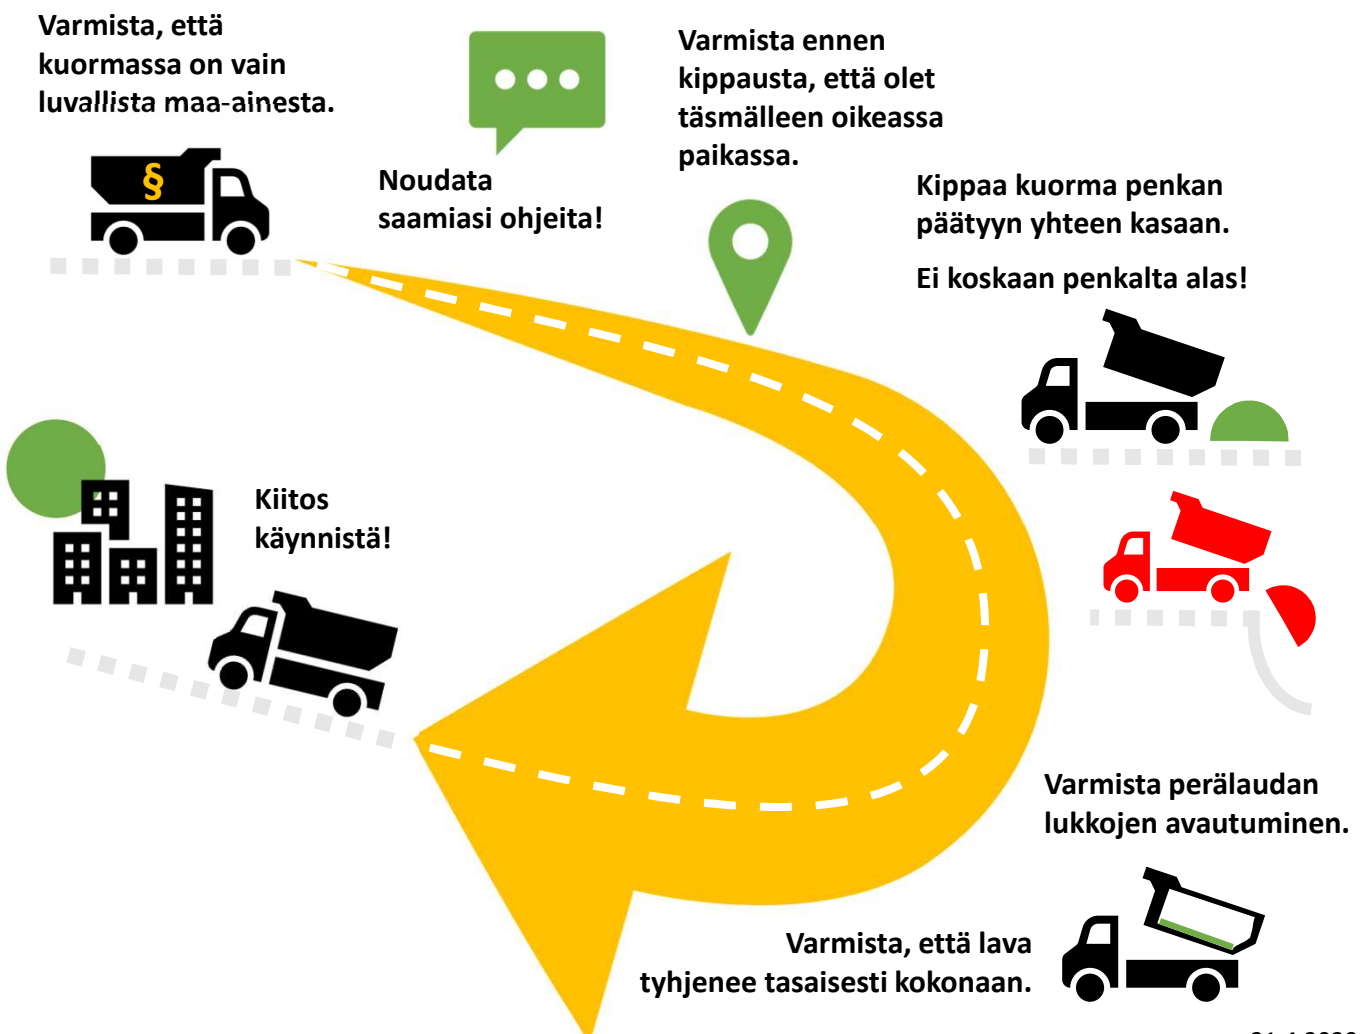 Varmista, että
kuormassa on vain
luvallista maa-ainesta.
§
Noudata
saamiasi ohjeita!
Varmista ennen
kippausta, että olet
täsmälleen oikeassa
paikassa.
Kippaa kuorma penkan
päätyyn yhteen kasaan.
Ei koskaan penkalta alas!
Varmista perälaudan
lukkojen avautuminen.
Varmista, että lava
tyhjenee tasaisesti kokonaan.
Kiitos
käynnistä!